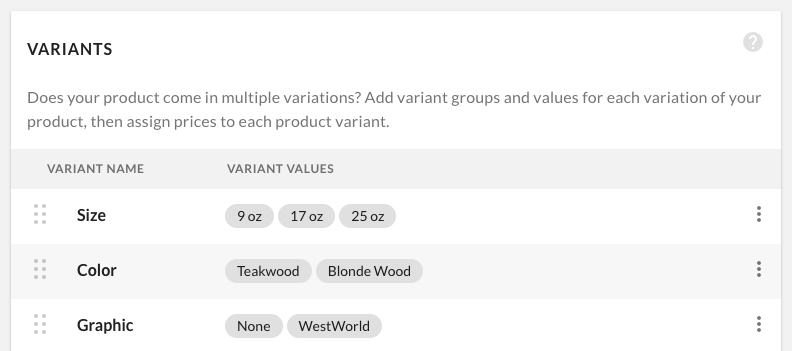 VARIANTS
?
Does your product come in multiple variations? Add variant groups and values for each variation of your
product, then assign prices to each product variant.
VARIANT NAME VARIANT VALUES
Size 9 oz 17 oz 25 oz
Color Teakwood Blonde Wood
Graphic None WestWorld